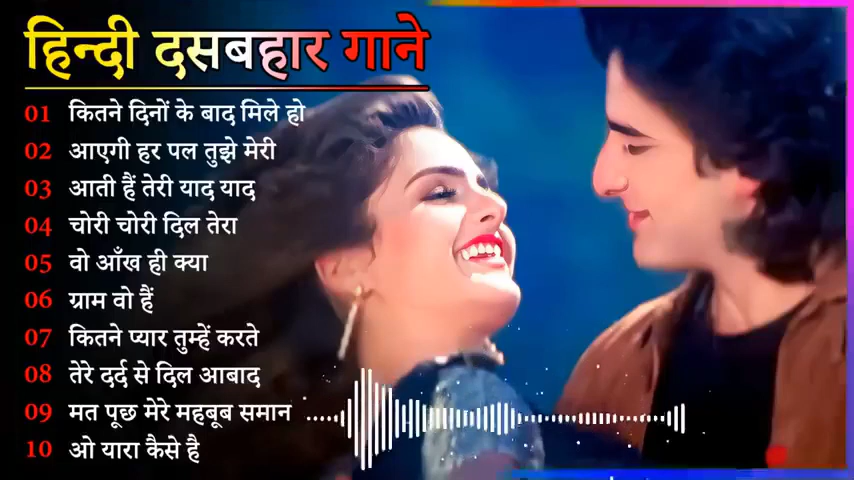 हिन्दी दसबहार गाने
01 कितने दिनों के बाद मिले हो
02 आएगी हर पल तुझे मेरी
03 आती हैं तेरी याद याद
04 चोरी चोरी दिल तेरा
05 वो आँख ही क्या
06 ग्राम वो हैं
07 कितने प्यार तुम्हें करते
08 तेरे दर्द से दिल आबाद
09 मत पूछ मेरे महबूब समान
10 ओ यारा कैसे है